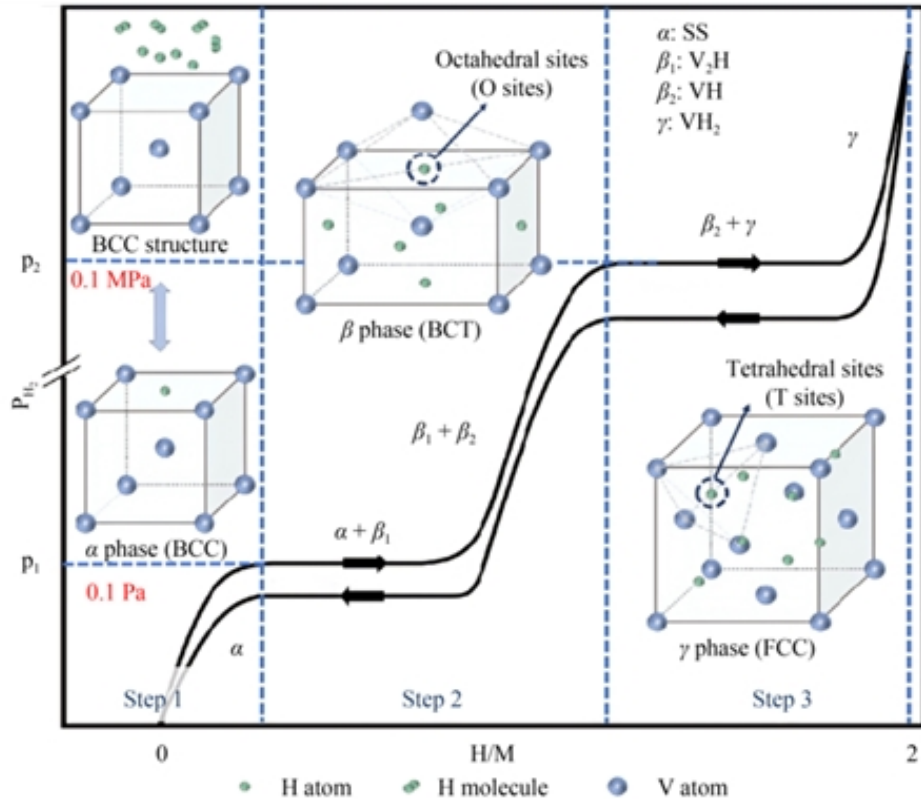 Octahedral sites
(O sites)
α: SS
β₁: V₂H
β₂: VH
γ: VH₂
γ
BCC structure
p₂
0.1 MPa
β₂ + γ
β phase (BCT)
P_H₂
Tetrahedral sites
(T sites)
β₁ + β₂
α + β₁
α phase (BCC)
p₁
0.1 Pa
α
γ phase (FCC)
Step 1
Step 2
Step 3
0
H/M
2
H atom
H molecule
V atom